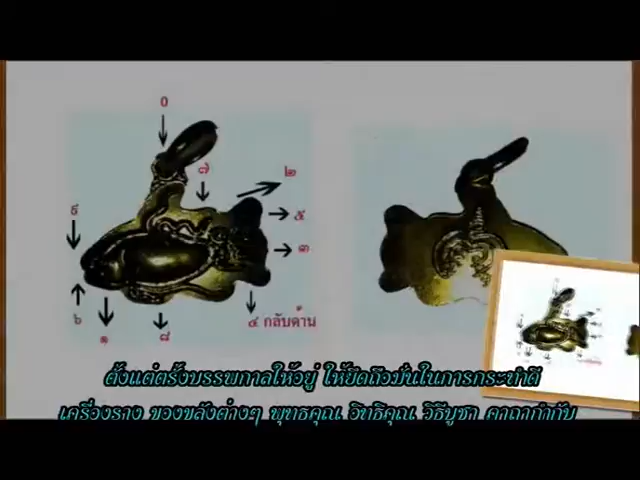 ๐
๗
๒
๕
๓
๖
๑
๘
๔ กลับด้าน
ตั้งแต่ครั้งบรรพกาลให้อยู่ ให้ยึดถือมั่นในการกระทำดี
เครื่องราง ของขลังต่างๆ พุทธคุณ อิทธิคุณ วิธีบูชา คาถากำกับ